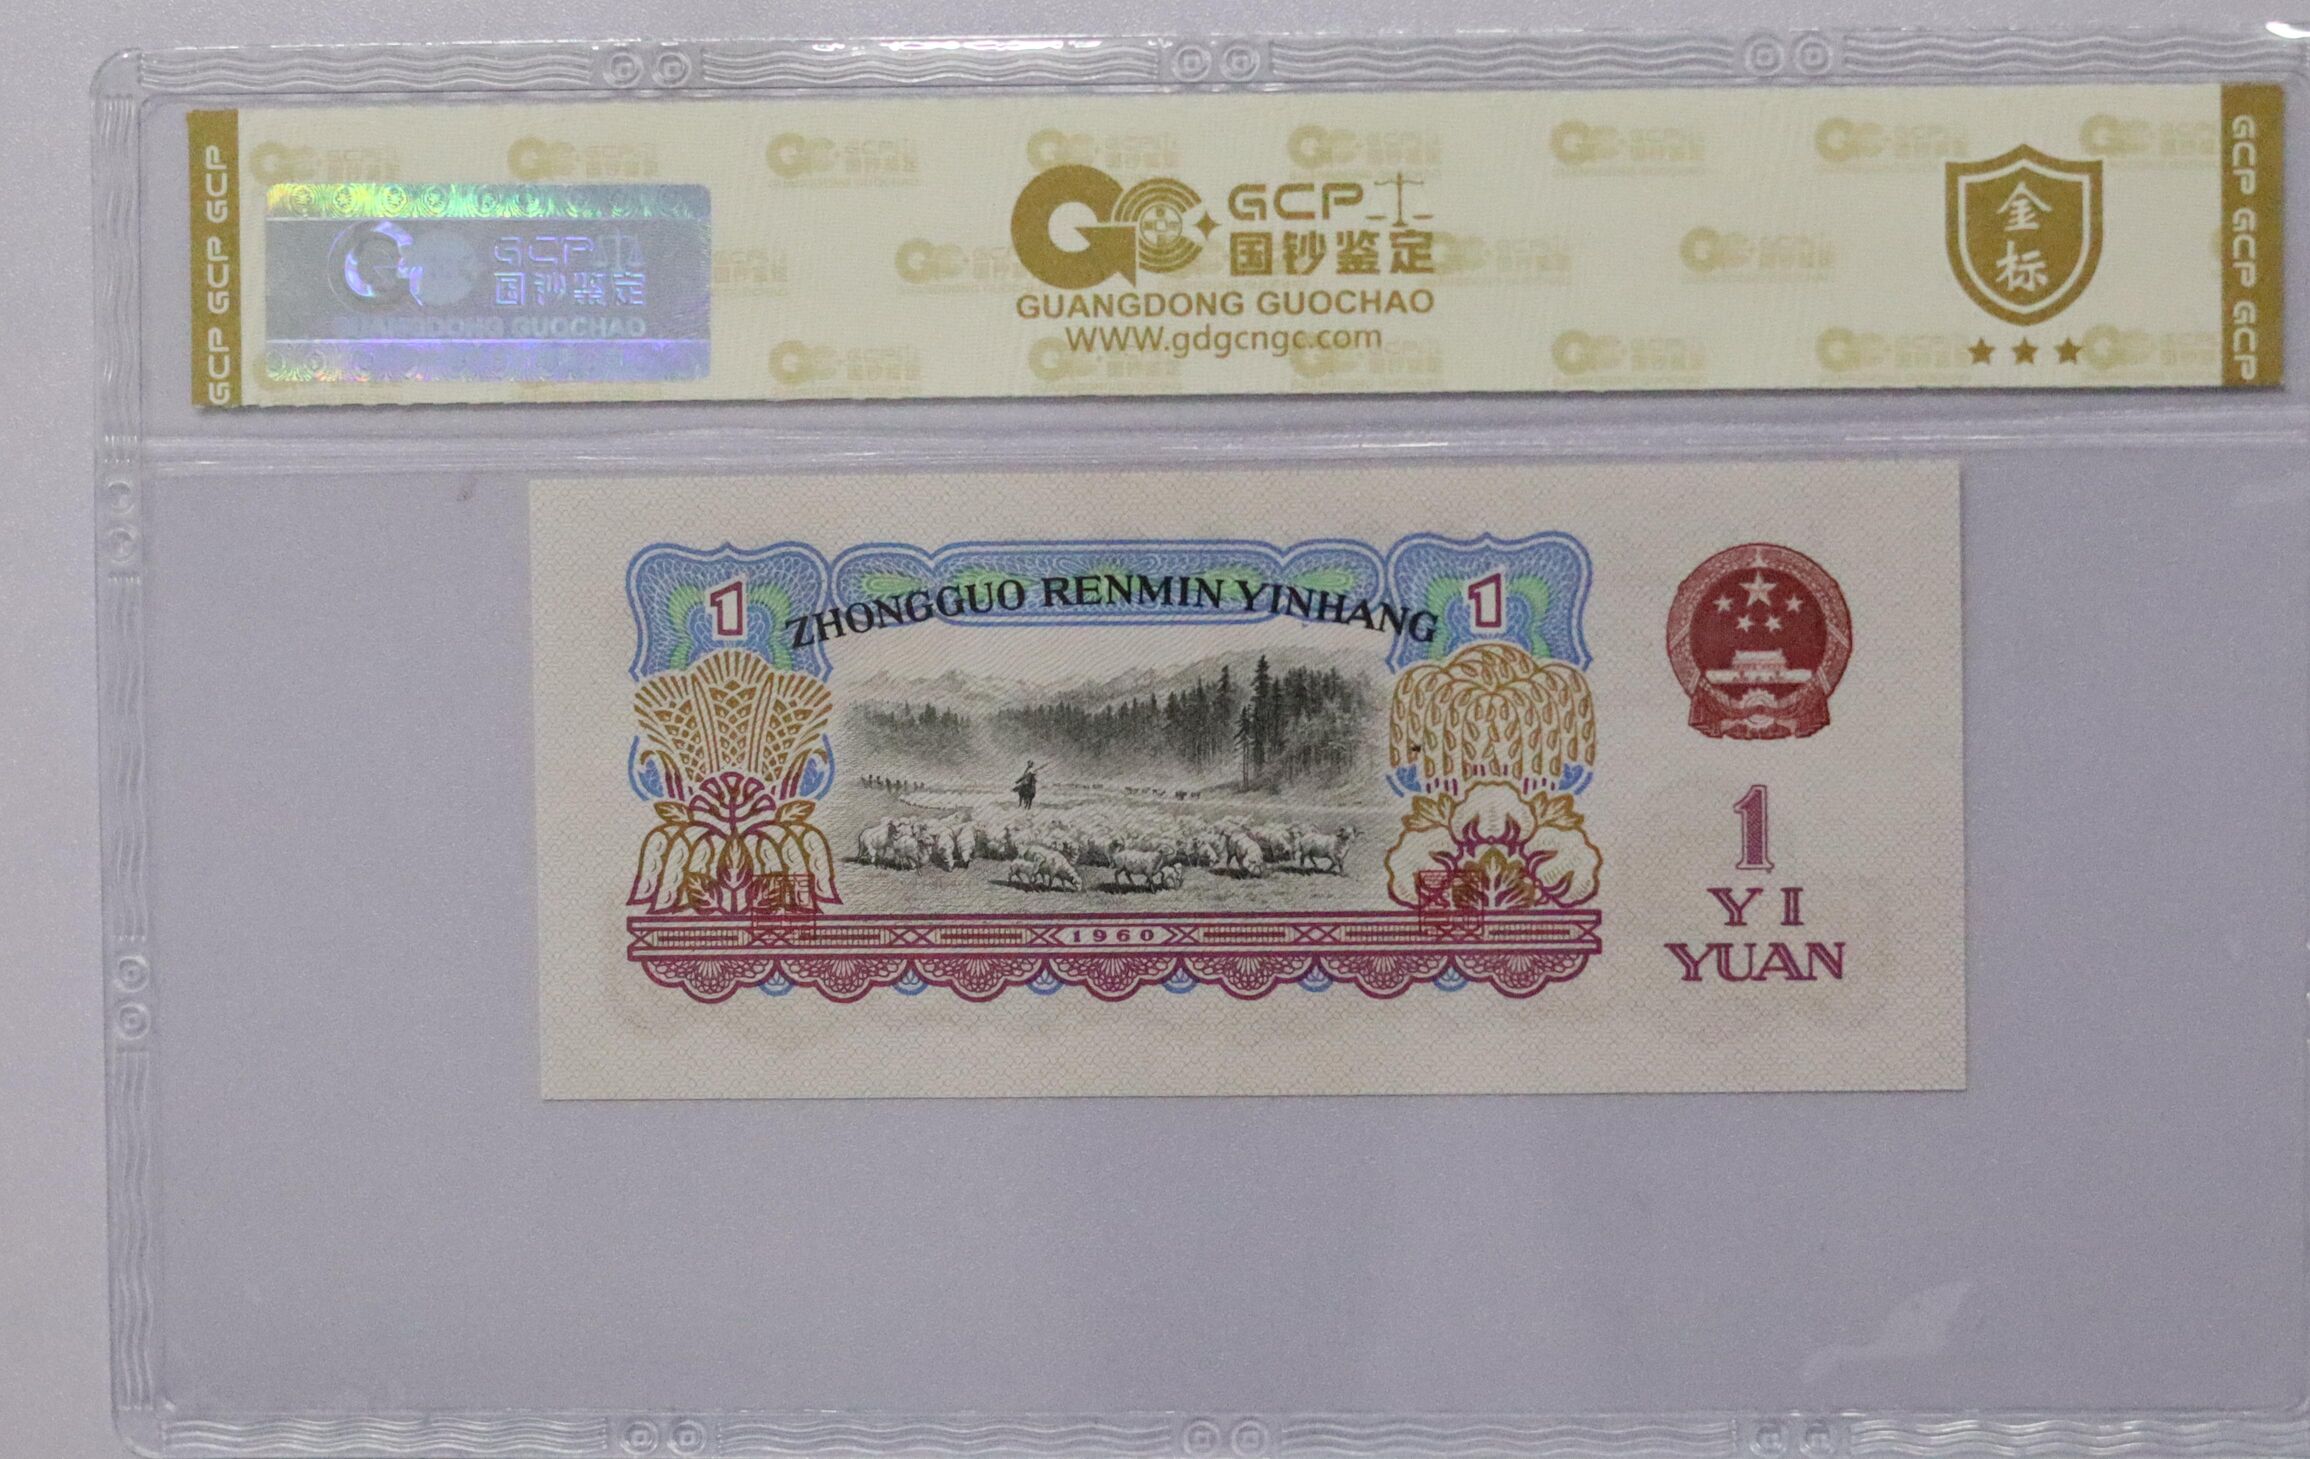 GCP GCP GCP
GCP
国钞鉴定
GUANGDONG GUOCHAO
GCP
国钞鉴定
GUANGDONG GUOCHAO
WWW.gdgcngc.com
金
标
GCP GCP GCP
1
ZHONGGUO RENMIN YINHANG
1
1960
1
YI
YUAN